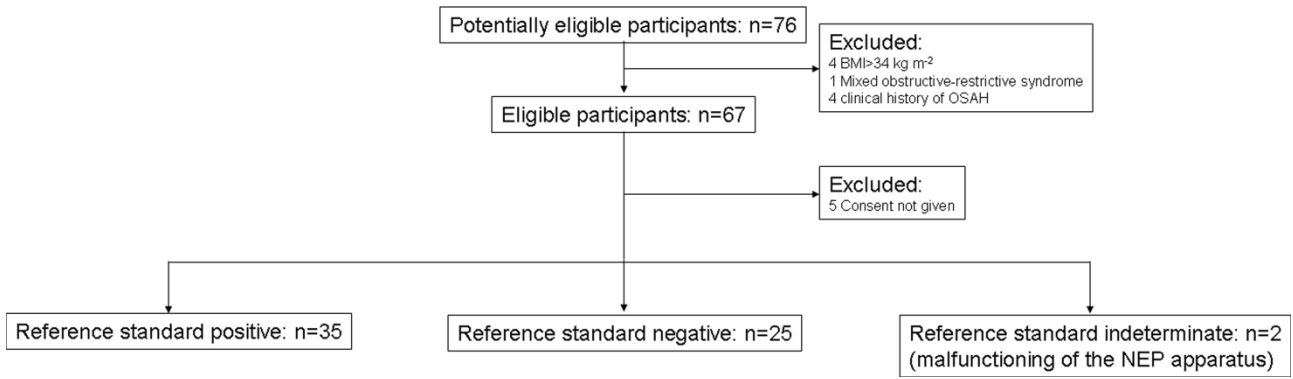 Potentially eligible participants: n=76
Excluded:
4 BMI>34 kg m⁻²
1 Mixed obstructive-restrictive syndrome
4 clinical history of OSAH
Eligible participants: n=67
Excluded:
5 Consent not given
Reference standard positive: n=35
Reference standard negative: n=25
Reference standard indeterminate: n=2
(malfunctioning of the NEP apparatus)